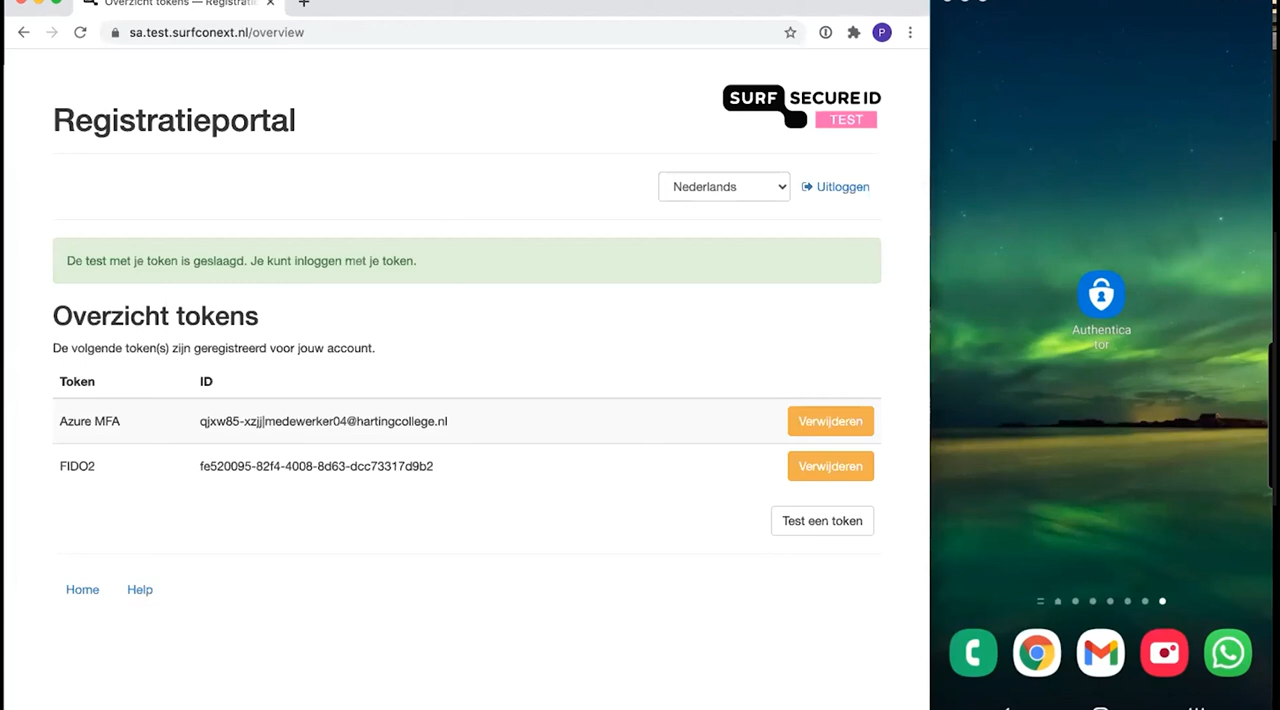 Overzicht tokens — Registratie
sa.test.surfconext.nl/overview
P
Registratieportal
SURF SECURE ID
TEST
Nederlands
Uitloggen
De test met je token is geslaagd. Je kunt inloggen met je token.
Overzicht tokens
De volgende token(s) zijn geregistreerd voor jouw account.
Token ID
Azure MFA qjxw85-xzjj|medewerker04@hartingcollege.nl Verwijderen
FIDO2 fe520095-82f4-4008-8d63-dcc73317d9b2 Verwijderen
Test een token
Home Help
Authentica
tor